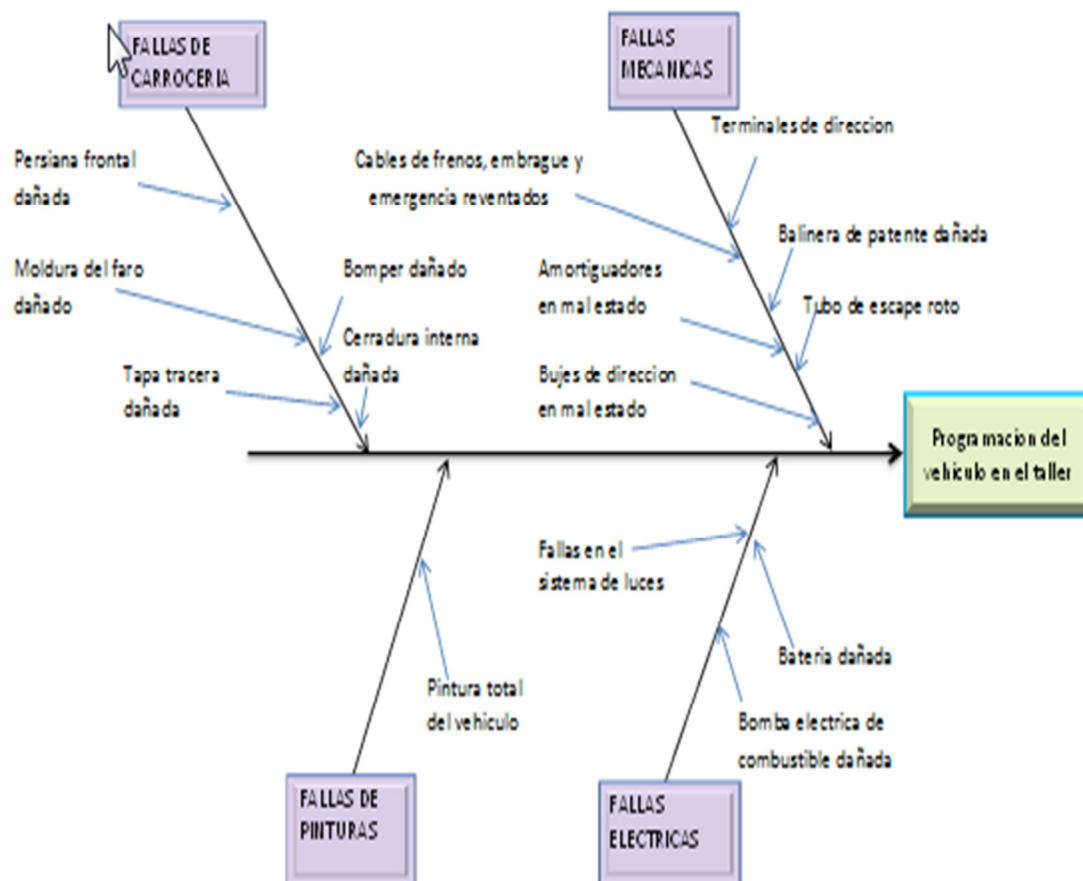 FALLAS DE
CARROCERIA
FALLAS
MECANICAS
Terminales de direccion
Persiana frontal
dañada
Cables de frenos, embrague y
emergencia reventados
Balinera de patente dañada
Moldura del faro
dañado
Bomper dañado
Amortiguadores
en mal estado
Tubo de escape roto
Cerradura interna
dañada
Tapa tracera
dañada
Bujes de direccion
en mal estado
Programacion del
vehiculo en el taller
Fallas en el
sistema de luces
Bateria dañada
Pintura total
del vehiculo
Bomba electrica de
combustible dañada
FALLAS DE
PINTURAS
FALLAS
ELECTRICAS